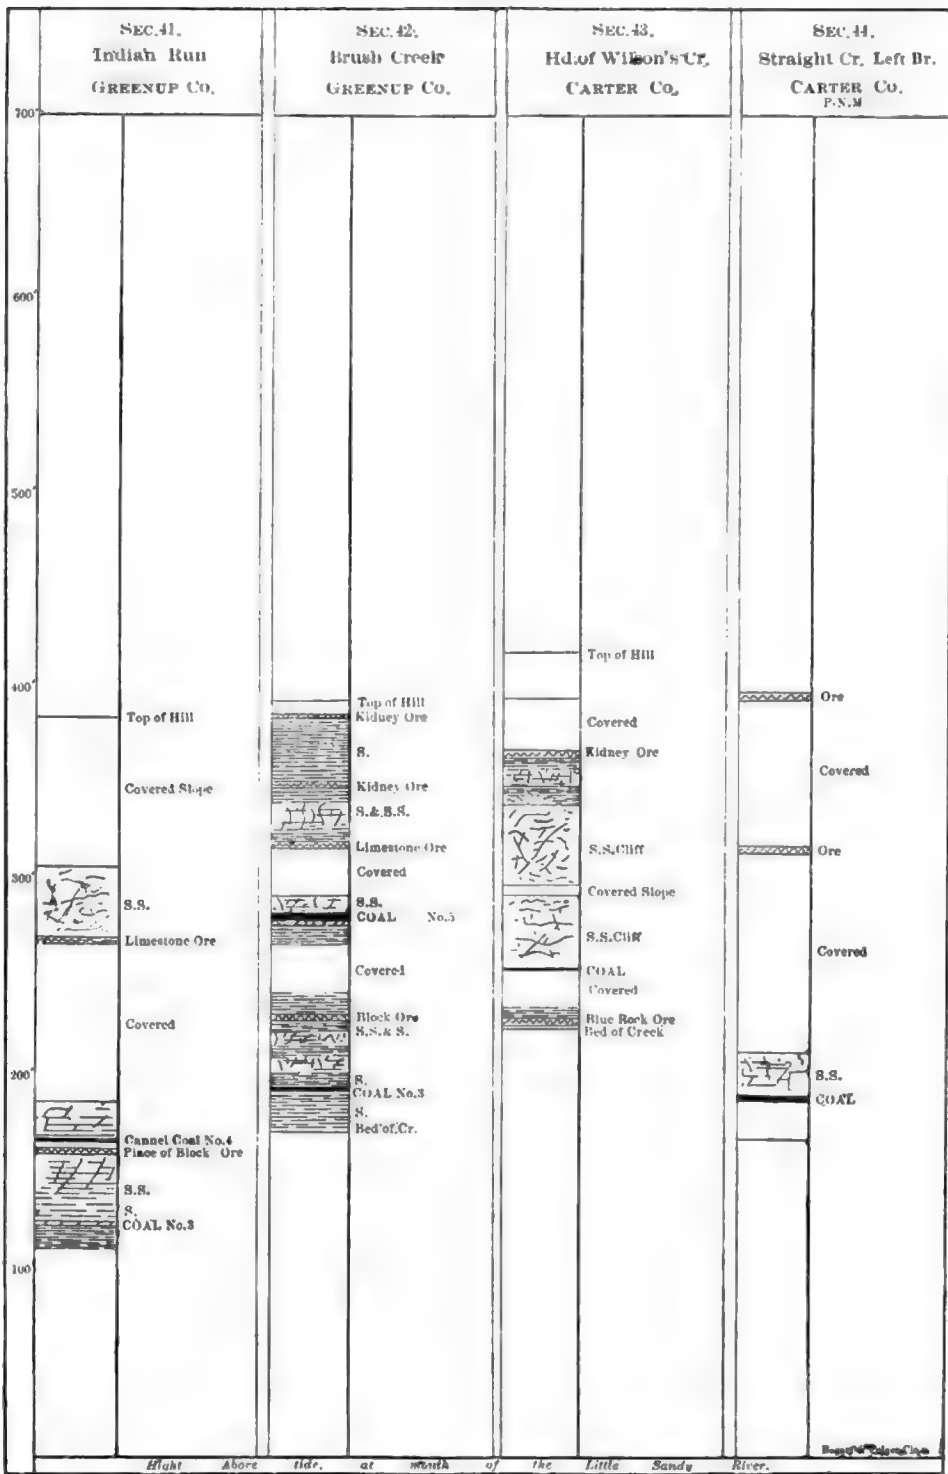 SEC.41.
Indian Run
GREENUP CO.
SEC.42.
Brush Creek
GREENUP CO.
SEC.43.
Hd.of Wilson's Cr.
CARTER CO.
SEC.44.
Straight Cr. Left Br.
CARTER CO.
P.N.M
700'
600'
500'
400'
300'
200'
100'
Top of Hill
Covered Slope
S.S.
Limestone Ore
Covered
Cannel Coal No.4
Place of Block Ore
S.S.
S.
COAL No.3
Top of Hill
Kidney Ore
S.
Kidney Ore
S.& S.S.
Limestone Ore
Covered
S.S.
COAL No.5
Covered
Block Ore
S.S.& S.
S.
COAL No.3
S.
Bed of Cr.
Top of Hill
Covered
Kidney Ore
S.S.Cliff
Covered Slope
S.S.Cliff
COAL
Covered
Blue Rock Ore
Bed of Creek
Ore
Covered
Ore
Covered
S.S.
COAL
Hight Above tide, at mouth of the Little Sandy River.